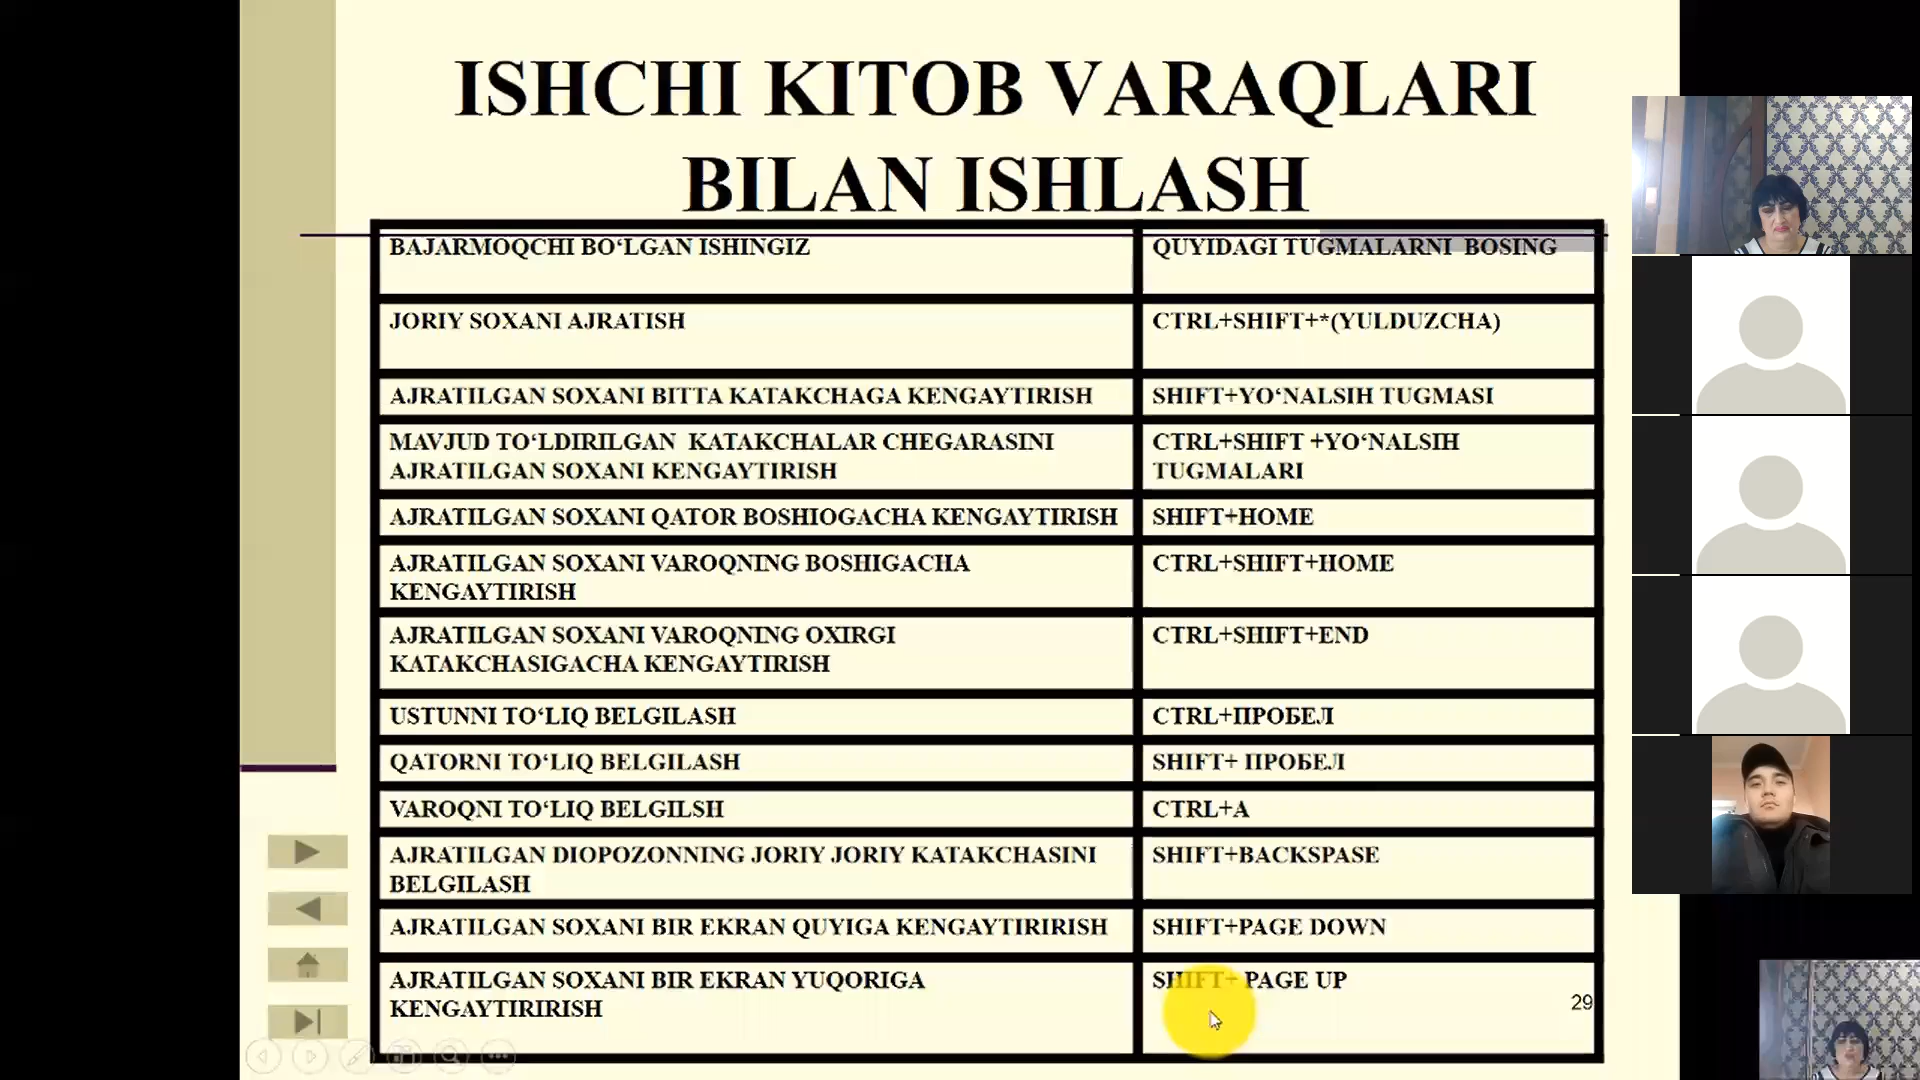 ISHCHI KITOB VARAQLARI
BILAN ISHLASH
BAJARMOQCHI BO‘LGAN ISHINGIZ
QUYIDAGI TUGMALARNI BOSING
JORIY SOXANI AJRATISH
CTRL+SHIFT+*(YULDUZCHA)
AJRATILGAN SOXANI BITTA KATAKCHAGA KENGAYTIRISH
SHIFT+YO‘NALSIH TUGMASI
MAVJUD TO‘LDIRILGAN KATAKCHALAR CHEGARASINI
AJRATILGAN SOXANI KENGAYTIRISH
CTRL+SHIFT +YO‘NALSIH
TUGMALARI
AJRATILGAN SOXANI QATOR BOSHIOGACHA KENGAYTIRISH
SHIFT+HOME
AJRATILGAN SOXANI VAROQNING BOSHIGACHA
KENGAYTIRISH
CTRL+SHIFT+HOME
AJRATILGAN SOXANI VAROQNING OXIRGI
KATAKCHASIGACHA KENGAYTIRISH
CTRL+SHIFT+END
USTUNNI TO‘LIQ BELGILASH
CTRL+ПРОБЕЛ
QATORNI TO‘LIQ BELGILASH
SHIFT+ ПРОБЕЛ
VAROQNI TO‘LIQ BELGILSH
CTRL+A
AJRATILGAN DIOPOZONNING JORIY JORIY KATAKCHASINI
BELGILASH
SHIFT+BACKSPASE
AJRATILGAN SOXANI BIR EKRAN QUYIGA KENGAYTIRIRISH
SHIFT+PAGE DOWN
AJRATILGAN SOXANI BIR EKRAN YUQORIGA
KENGAYTIRIRISH
SHIFT+ PAGE UP
29